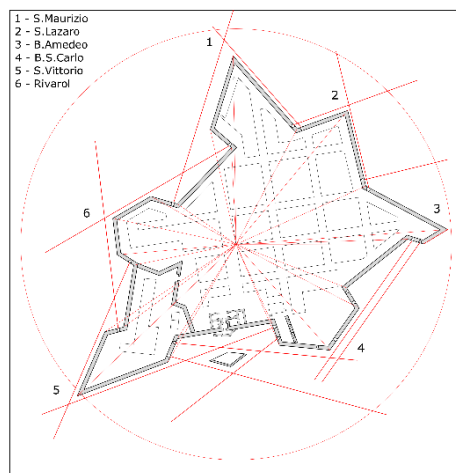 1 - S.Maurizio
2 - S.Lazaro
3 - B.Amedeo
4 - B.S.Carlo
5 - S.Vittorio
6 - Rivarol
1
2
3
6
4
5